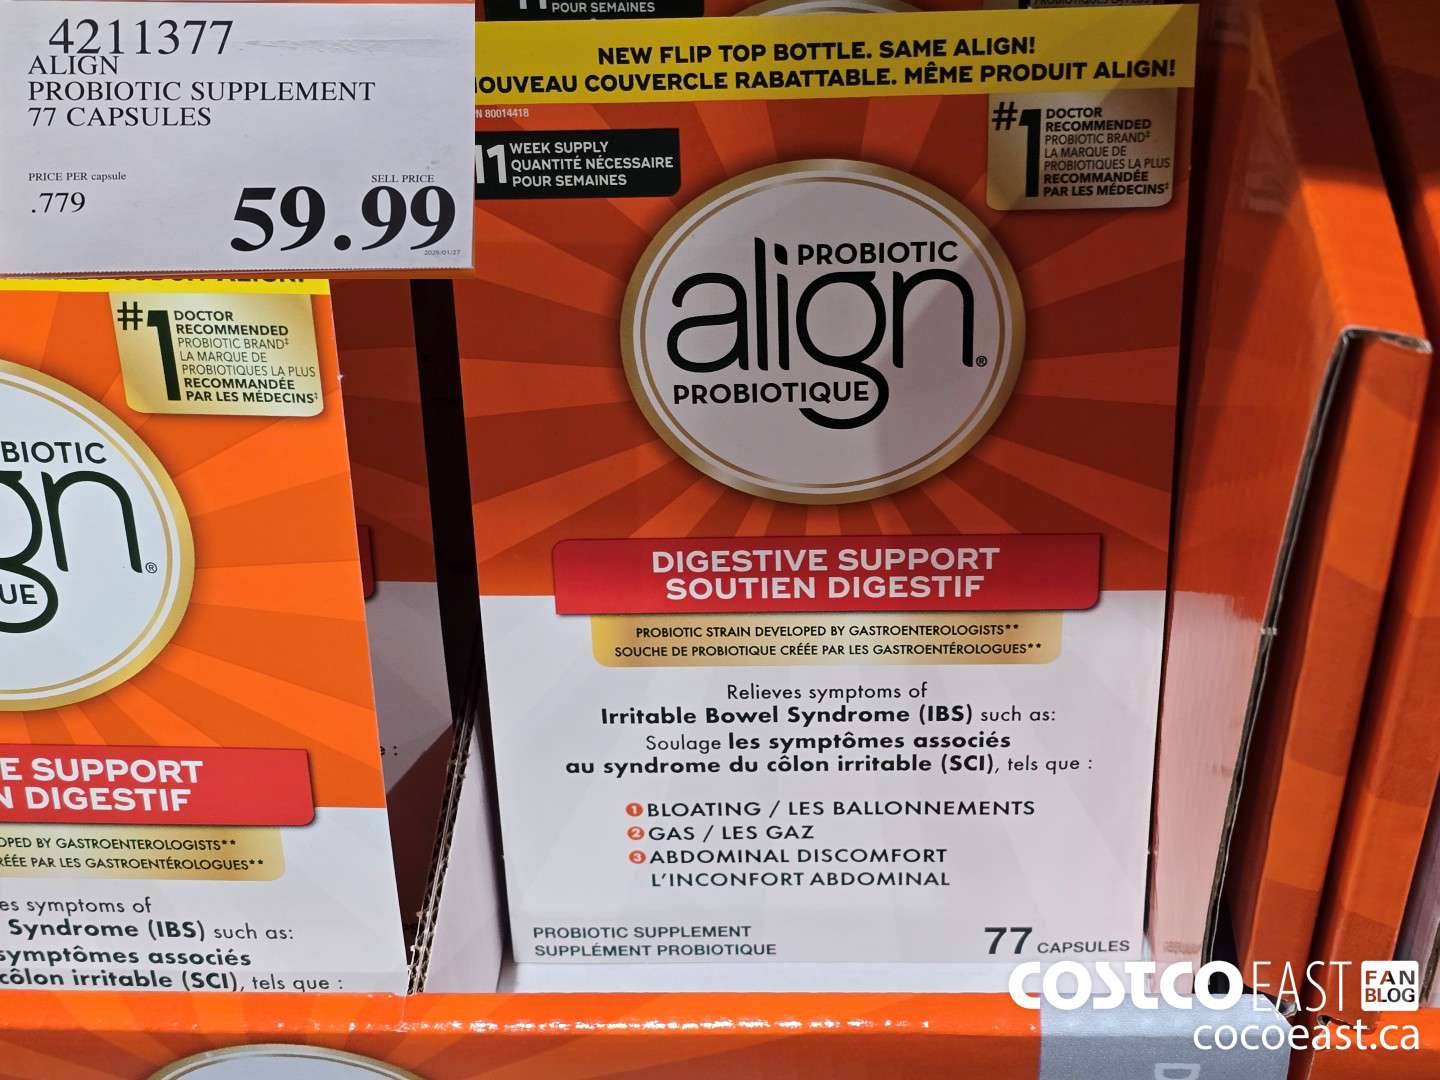 POUR SEMAINES
4211377
ALIGN
PROBIOTIC SUPPLEMENT
77 CAPSULES
PRICE PER capsule
.779
SELL PRICE
59.99
NEW FLIP TOP BOTTLE. SAME ALIGN!
OUVEAU COUVERCLE RABATTABLE. MÊME PRODUIT ALIGN!
N 80014418
11 WEEK SUPPLY
QUANTITÉ NÉCESSAIRE
POUR SEMAINES
#1 DOCTOR
RECOMMENDED
PROBIOTIC BRAND‡
LA MARQUE DE
PROBIOTIQUES LA PLUS
RECOMMANDÉE
PAR LES MÉDECINS‡
PROBIOTIC
align®
PROBIOTIQUE
DIGESTIVE SUPPORT
SOUTIEN DIGESTIF
PROBIOTIC STRAIN DEVELOPED BY GASTROENTEROLOGISTS**
SOUCHE DE PROBIOTIQUE CRÉÉE PAR LES GASTROENTÉROLOGUES**
Relieves symptoms of
Irritable Bowel Syndrome (IBS) such as:
Soulage les symptômes associés
au syndrome du côlon irritable (SCI), tels que :
1 BLOATING / LES BALLONNEMENTS
2 GAS / LES GAZ
3 ABDOMINAL DISCOMFORT
L'INCONFORT ABDOMINAL
PROBIOTIC SUPPLEMENT
SUPPLÉMENT PROBIOTIQUE
77 CAPSULES
#1 DOCTOR
RECOMMENDED
PROBIOTIC BRAND‡
LA MARQUE DE
PROBIOTIQUES LA PLUS
RECOMMANDÉE
PAR LES MÉDECINS‡
BIOTIC
gn®
UE
E SUPPORT
N DIGESTIF
OPED BY GASTROENTEROLOGISTS**
RÉÉE PAR LES GASTROENTÉROLOGUES**
es symptoms of
Syndrome (IBS) such as:
symptômes associés
côlon irritable (SCI), tels que :
COSTCO EAST FAN
BLOG
cocoeast.ca